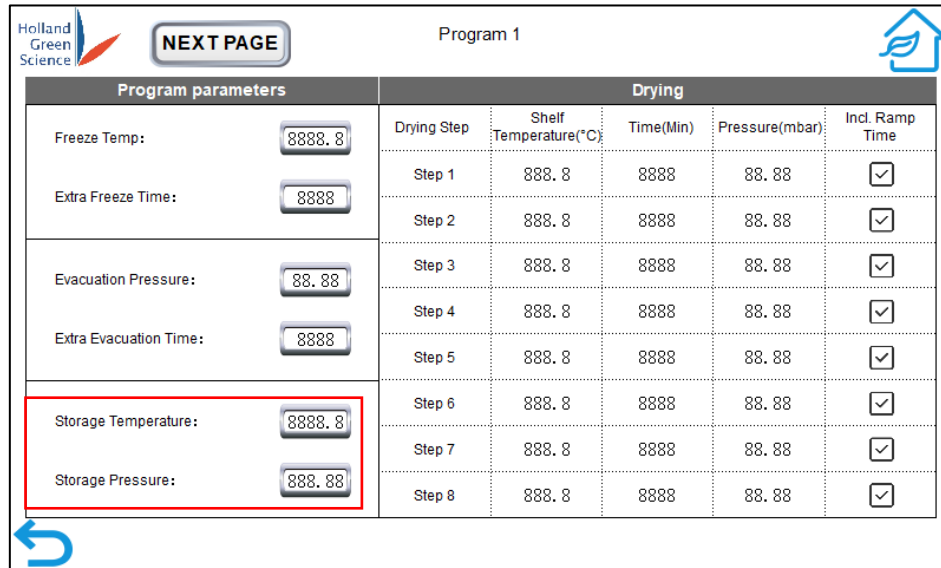 Holland
Green
Science
NEXT PAGE
Program 1
Program parameters
Freeze Temp: 8888.8
Extra Freeze Time: 8888
Evacuation Pressure: 88.88
Extra Evacuation Time: 8888
Storage Temperature: 8888.8
Storage Pressure: 888.88
Drying
Drying Step Shelf Temperature(°C) Time(Min) Pressure(mbar) Incl. Ramp Time
Step 1 888.8 8888 88.88
Step 2 888.8 8888 88.88
Step 3 888.8 8888 88.88
Step 4 888.8 8888 88.88
Step 5 888.8 8888 88.88
Step 6 888.8 8888 88.88
Step 7 888.8 8888 88.88
Step 8 888.8 8888 88.88